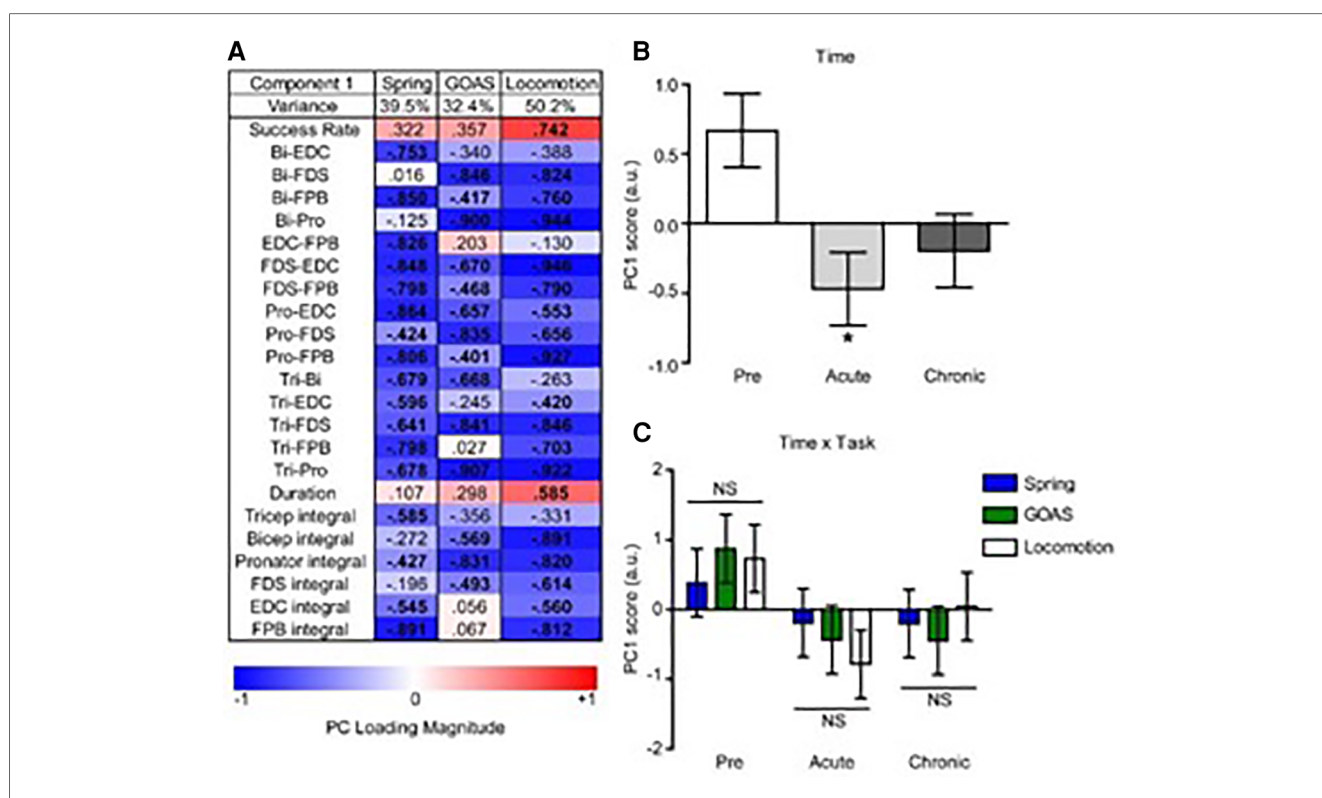 A
Component 1 Spring GOAS Locomotion
Variance 39.5% 32.4% 50.2%
Success Rate .322 .357 .742
Bi-EDC -.753 -.340 -.388
Bi-FDS .016 -.846 -.824
Bi-FPB -.850 -.417 -.760
Bi-Pro -.125 -.900 -.944
EDC-FPB -.826 .203 -.130
FDS-EDC -.848 -.670 -.946
FDS-FPB -.798 -.468 -.790
Pro-EDC -.864 -.657 -.553
Pro-FDS -.424 -.835 -.656
Pro-FPB -.806 -.401 -.927
Tri-Bi -.679 -.668 -.263
Tri-EDC -.596 -.245 -.420
Tri-FDS -.641 -.841 -.846
Tri-FPB -.798 .027 -.703
Tri-Pro -.678 -.907 -.922
Duration .107 .298 .585
Tricep integral -.585 -.356 -.331
Bicep integral -.272 -.569 -.891
Pronator integral -.427 -.831 -.820
FDS integral -.196 -.493 -.614
EDC integral -.545 .056 -.560
FPB integral -.891 .067 -.812
-1 0 +1
PC Loading Magnitude
B
Time
PC1 score (a.u.)
1.0
0.5
0.0
-0.5
-1.0
*
Pre Acute Chronic
C
Time x Task
PC1 score (a.u.)
2
1
0
-1
-2
NS
NS
NS
Spring
GOAS
Locomotion
Pre Acute Chronic